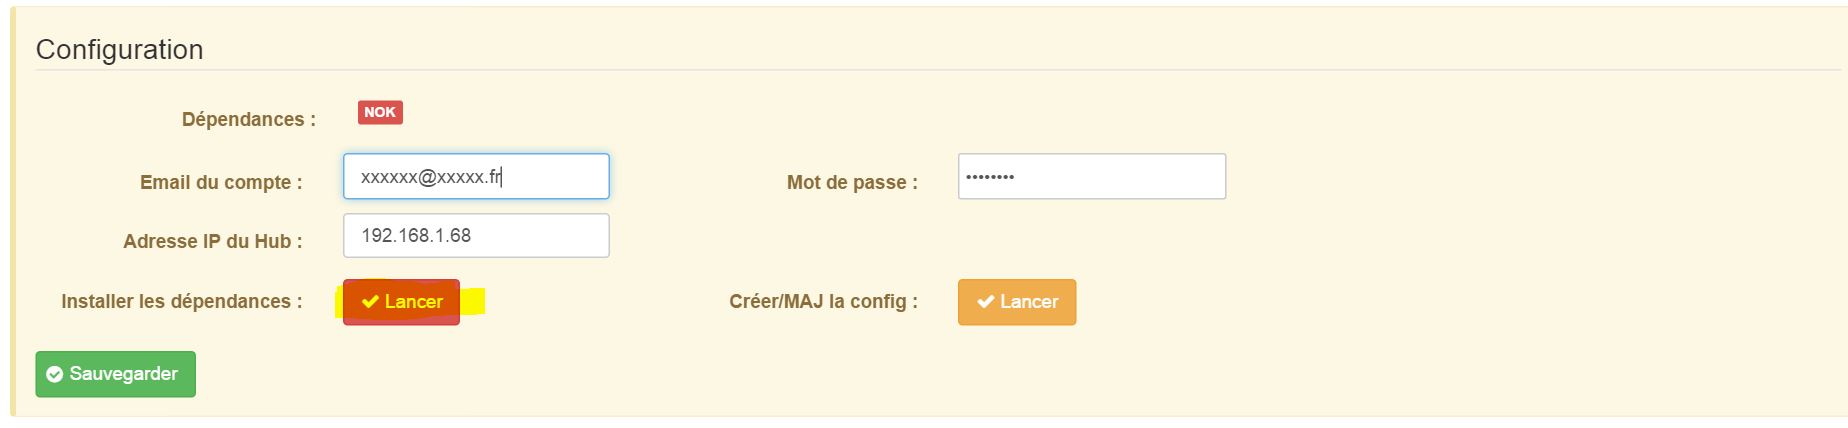 Configuration
Dépendances : NOK
Email du compte : xxxxxx@xxxxx.fr Mot de passe : ••••••••
Adresse IP du Hub : 192.168.1.68
Installer les dépendances : Lancer Créer/MAJ la config : Lancer
Sauvegarder